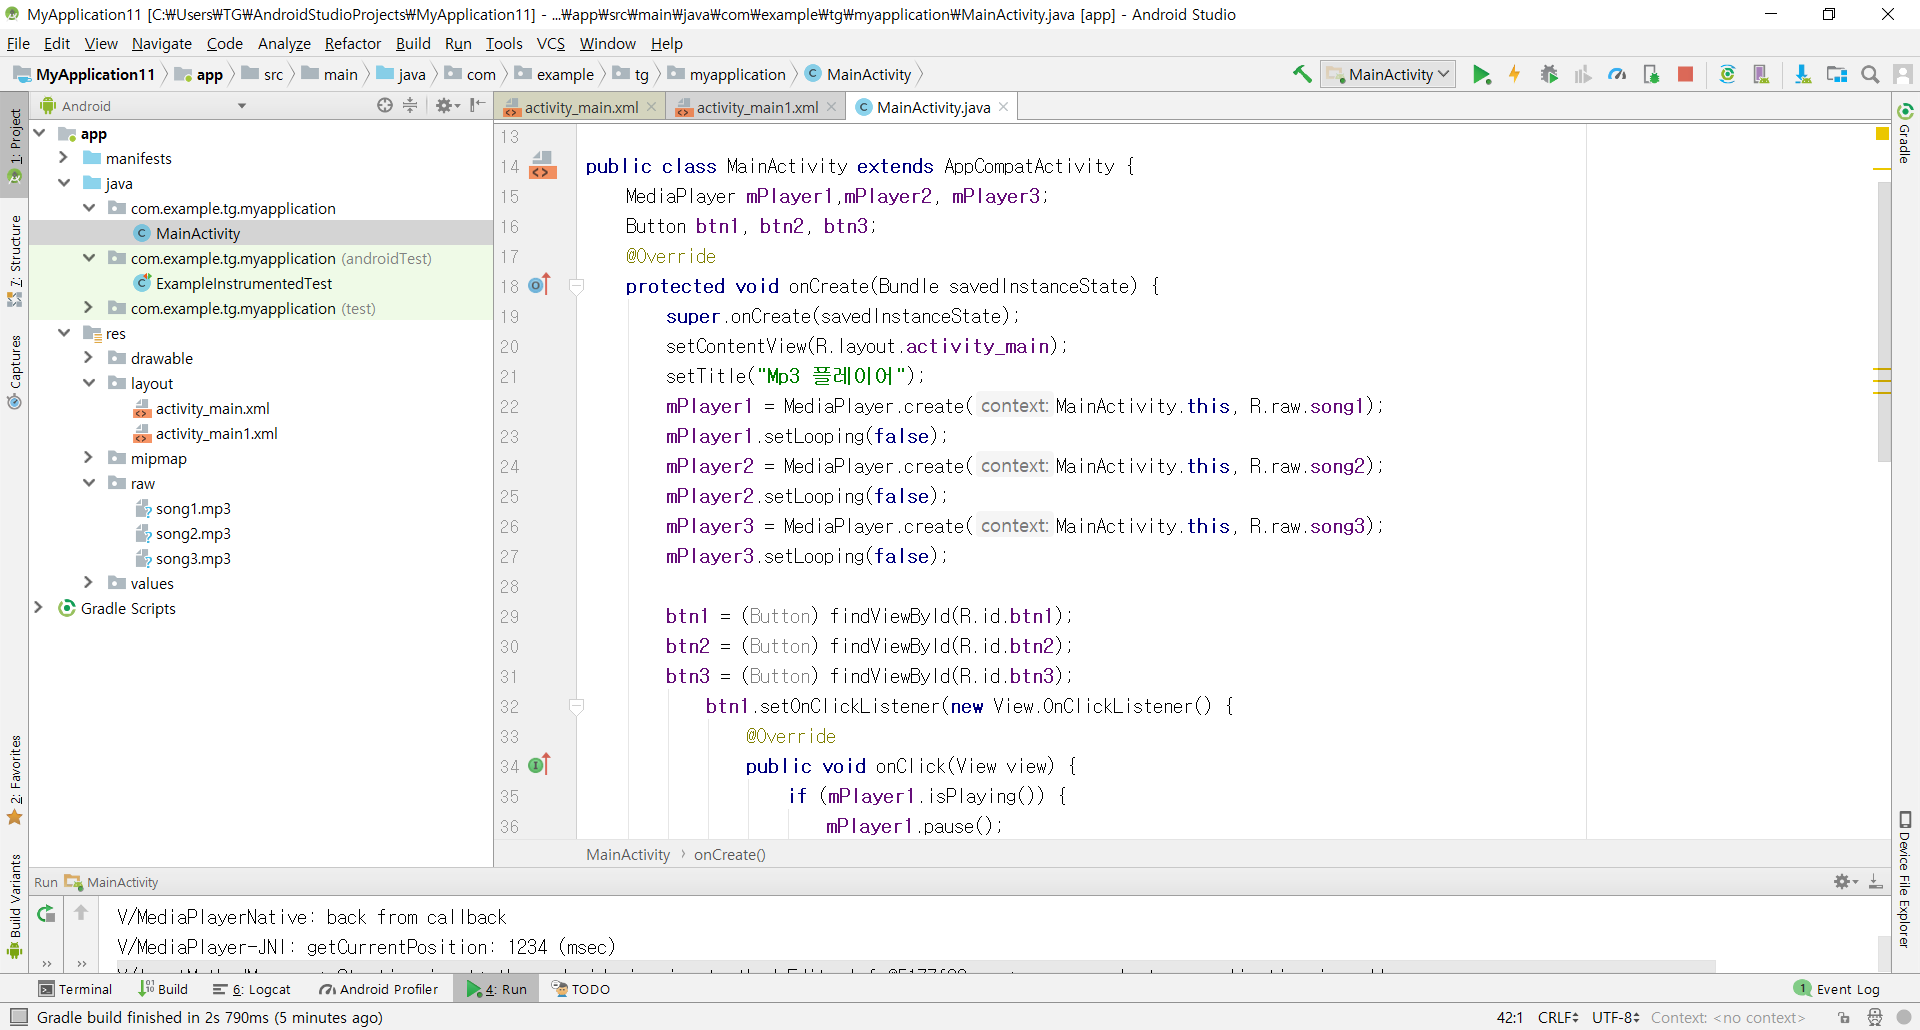 MyApplication11 [C:₩Users₩TG₩AndroidStudioProjects₩MyApplication11] - ...₩app₩src₩main₩java₩com₩example₩tg₩myapplication₩MainActivity.java [app] - Android Studio
File Edit View Navigate Code Analyze Refactor Build Run Tools VCS Window Help
MyApplication11 app src main java com example tg myapplication MainActivity
MainActivity
Android
activity_main.xml
activity_main1.xml
MainActivity.java
1: Project
7: Structure
Captures
2: Favorites
Build Variants
app
manifests
java
com.example.tg.myapplication
MainActivity
com.example.tg.myapplication (androidTest)
ExampleInstrumentedTest
com.example.tg.myapplication (test)
res
drawable
layout
activity_main.xml
activity_main1.xml
mipmap
raw
song1.mp3
song2.mp3
song3.mp3
values
Gradle Scripts
13
14 public class MainActivity extends AppCompatActivity {
15 MediaPlayer mPlayer1,mPlayer2, mPlayer3;
16 Button btn1, btn2, btn3;
17 @Override
18 protected void onCreate(Bundle savedInstanceState) {
19 super.onCreate(savedInstanceState);
20 setContentView(R.layout.activity_main);
21 setTitle("Mp3 플레이어");
22 mPlayer1 = MediaPlayer.create( context: MainActivity.this, R.raw.song1);
23 mPlayer1.setLooping(false);
24 mPlayer2 = MediaPlayer.create( context: MainActivity.this, R.raw.song2);
25 mPlayer2.setLooping(false);
26 mPlayer3 = MediaPlayer.create( context: MainActivity.this, R.raw.song3);
27 mPlayer3.setLooping(false);
28
29 btn1 = (Button) findViewById(R.id.btn1);
30 btn2 = (Button) findViewById(R.id.btn2);
31 btn3 = (Button) findViewById(R.id.btn3);
32 btn1.setOnClickListener(new View.OnClickListener() {
33 @Override
34 public void onClick(View view) {
35 if (mPlayer1.isPlaying()) {
36 mPlayer1.pause();
MainActivity › onCreate()
Gradle
Device File Explorer
Run MainActivity
V/MediaPlayerNative: back from callback
V/MediaPlayer-JNI: getCurrentPosition: 1234 (msec)
Terminal Build 6: Logcat Android Profiler 4: Run TODO
1 Event Log
Gradle build finished in 2s 790ms (5 minutes ago)
42:1 CRLF UTF-8 Context: <no context>